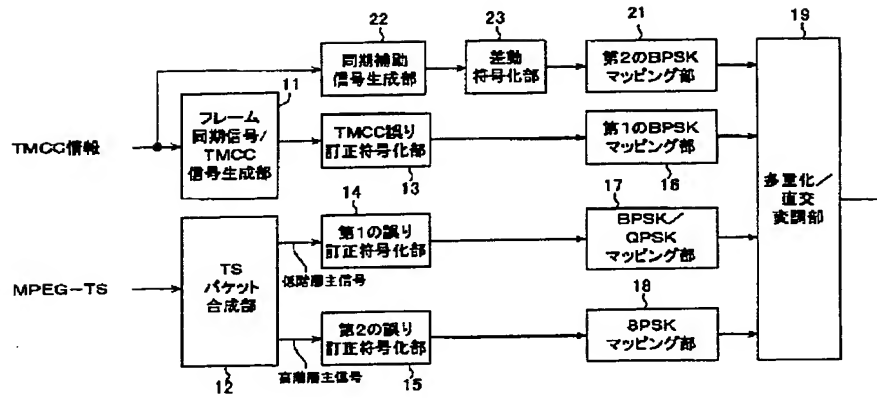 22
23
21
19
同期補助
信号生成部
差動
符号化部
第2のBPSK
マッピング部
11
フレーム
同期信号/
TMCC
信号生成部
TMCC情報
TMCC誤り
訂正符号化部
13
第1のBPSK
マッピング部
16
多重化/
直交
変調部
14
17
第1の誤り
訂正符号化部
BPSK/
QPSK
マッピング部
TS
パケット
合成部
低階層主信号
MPEG-TS
18
第2の誤り
訂正符号化部
8PSK
マッピング部
高階層主信号
12
15